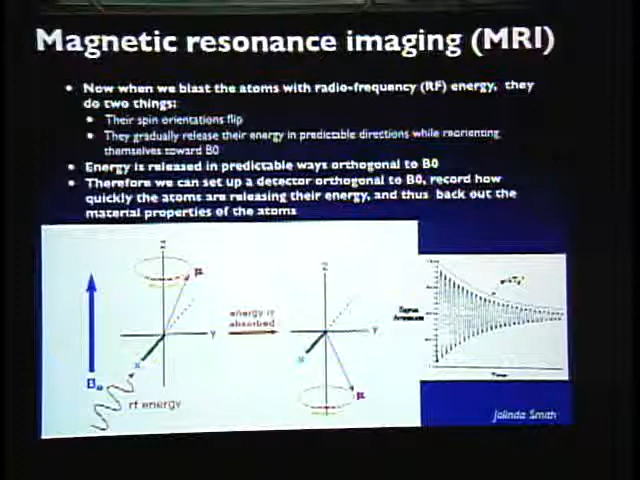 Magnetic resonance imaging (MRI)
• Now when we blast the atoms with radio-frequency (RF) energy, they
do two things:
• Their spin orientations flip
• They gradually release their energy in predictable directions while reorienting
themselves toward B0
• Energy is released in predictable ways orthogonal to B0
• Therefore we can set up a detector orthogonal to B0, record how
quickly the atoms are releasing their energy, and thus back out the
material properties of the atoms
Z
μ
Y
X
B₀
rf energy
energy is
absorbed
Z
Y
X
μ
Time
Jolinda Smith